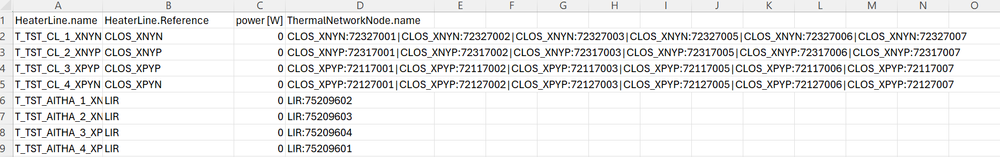 A B C D E F G H I J K L M N O
1 HeaterLine.name HeaterLine.Reference power [W] ThermalNetworkNode.name
2 T_TST_CL_1_XNYN CLOS_XNYN 0 CLOS_XNYN:72327001|CLOS_XNYN:72327002|CLOS_XNYN:72327003|CLOS_XNYN:72327005|CLOS_XNYN:72327006|CLOS_XNYN:72327007
3 T_TST_CL_2_XNYP CLOS_XNYP 0 CLOS_XNYP:72317001|CLOS_XNYP:72317002|CLOS_XNYP:72317003|CLOS_XNYP:72317005|CLOS_XNYP:72317006|CLOS_XNYP:72317007
4 T_TST_CL_3_XPYP CLOS_XPYP 0 CLOS_XPYP:72117001|CLOS_XPYP:72117002|CLOS_XPYP:72117003|CLOS_XPYP:72117005|CLOS_XPYP:72117006|CLOS_XPYP:72117007
5 T_TST_CL_4_XPYN CLOS_XPYN 0 CLOS_XPYP:72127001|CLOS_XPYP:72127002|CLOS_XPYP:72127003|CLOS_XPYP:72127005|CLOS_XPYP:72127006|CLOS_XPYP:72127007
6 T_TST_AITHA_1_XN LIR 0 LIR:75209602
7 T_TST_AITHA_2_XN LIR 0 LIR:75209603
8 T_TST_AITHA_3_XP LIR 0 LIR:75209604
9 T_TST_AITHA_4_XP LIR 0 LIR:75209601